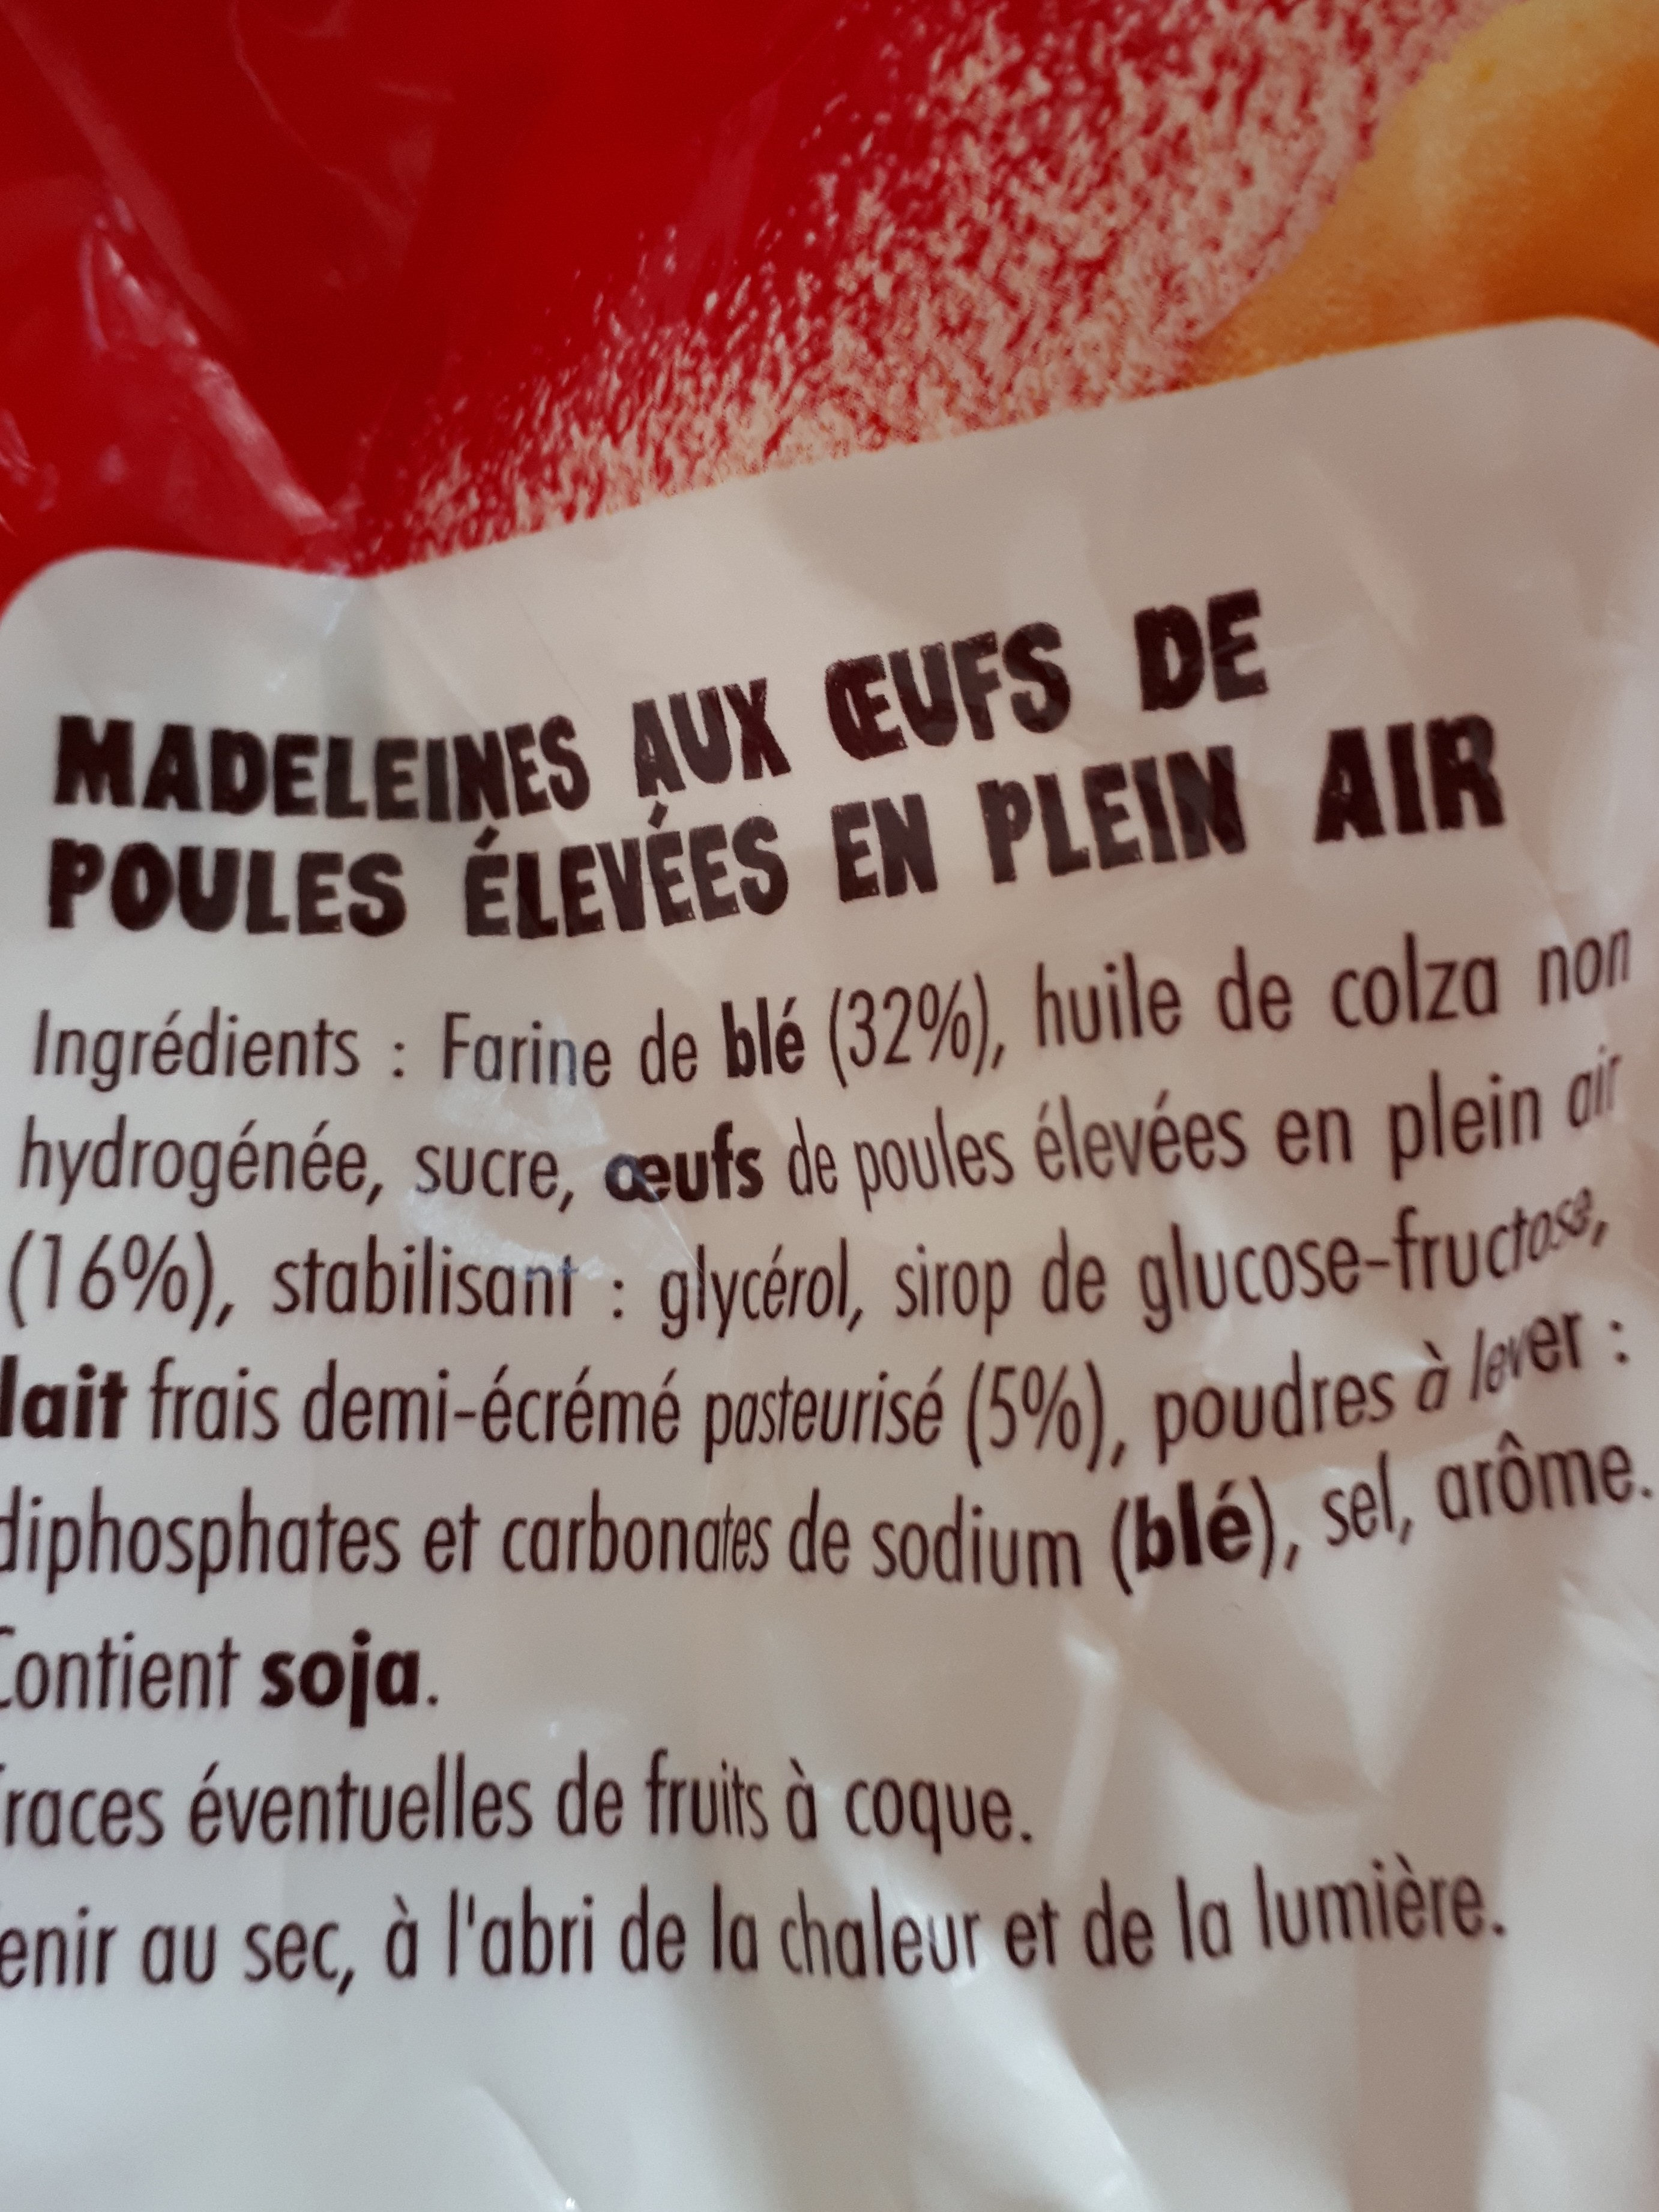 MADELEINES AUX ŒUFS DE
POULES ÉLEVÉES EN PLEIN AIR
Ingrédients : Farine de blé (32%), huile de colza non
hydrogénée, sucre, œufs de poules élevées en plein air
(16%), stabilisant : glycérol, sirop de glucose-fructose,
lait frais demi-écrémé pasteurisé (5%), poudres à lever :
diphosphates et carbonates de sodium (blé), sel, arôme.
Contient soja.
Traces éventuelles de fruits à coque.
enir au sec, à l'abri de la chaleur et de la lumière.